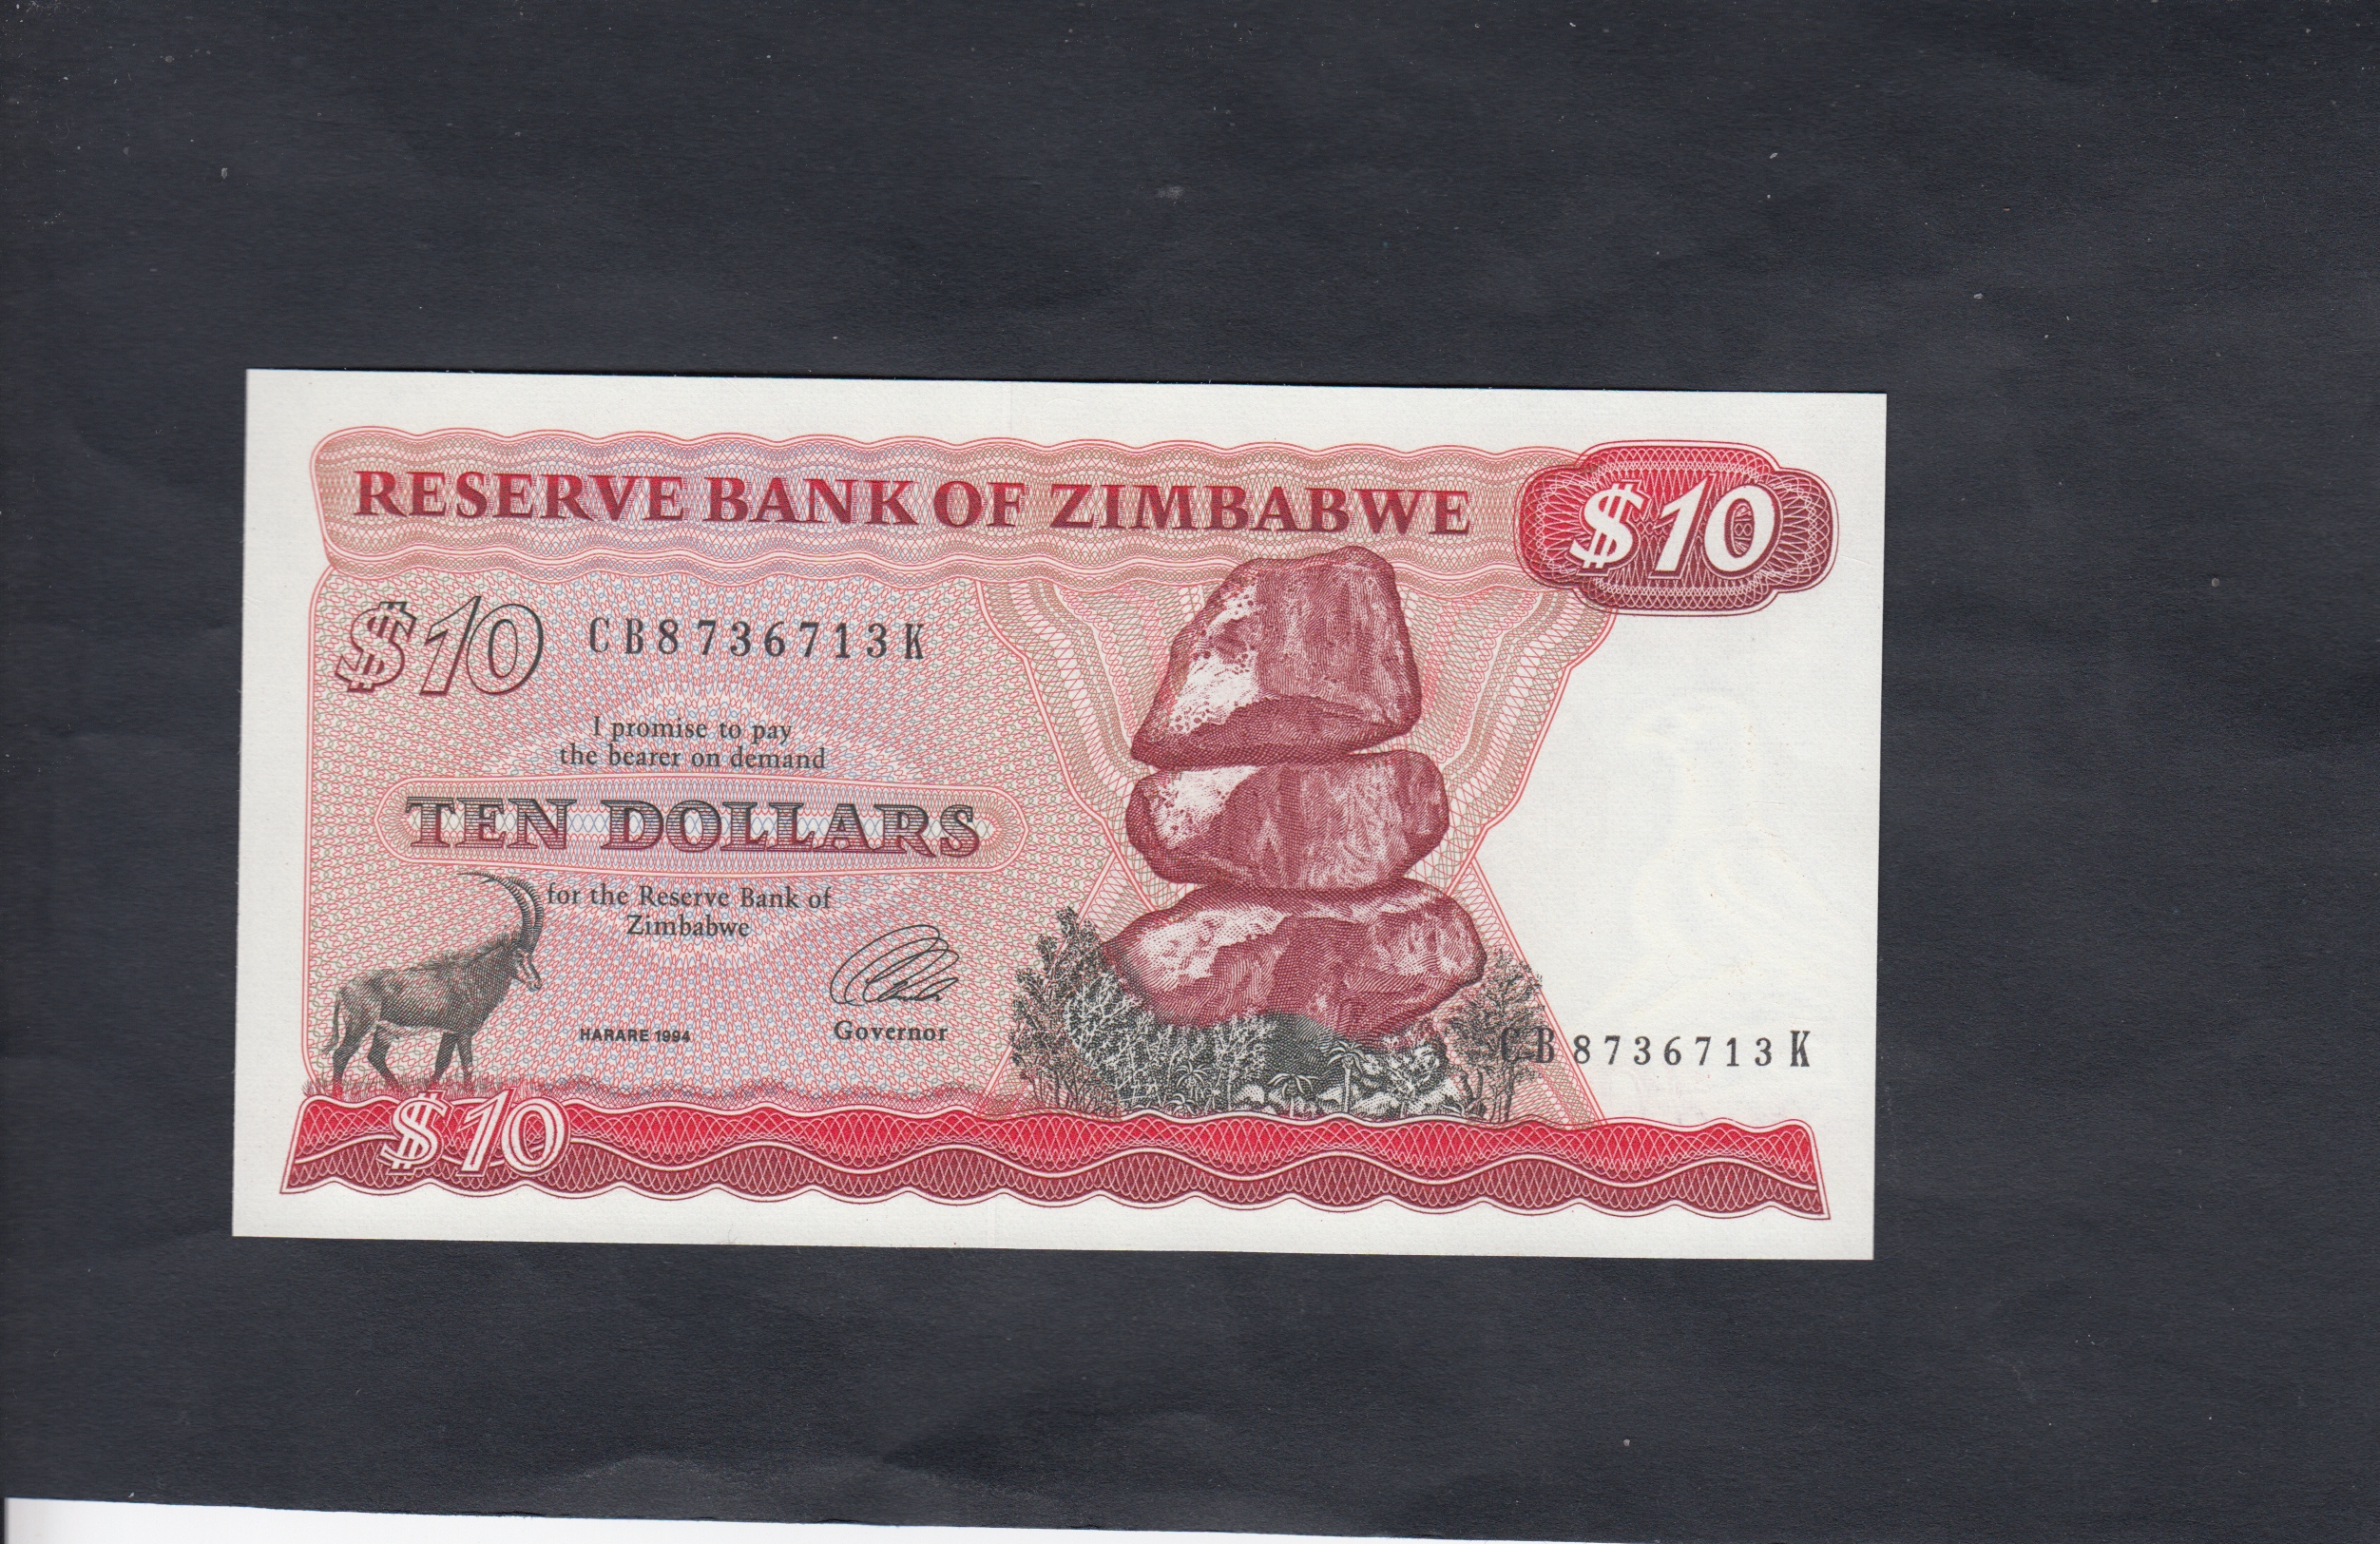 RESERVE BANK OF ZIMBABWE
$10
$10
CB8736713K
I promise to pay
the bearer on demand
TEN DOLLARS
for the Reserve Bank of
Zimbabwe
HARARE 1994
Governor
CB8736713K
$10